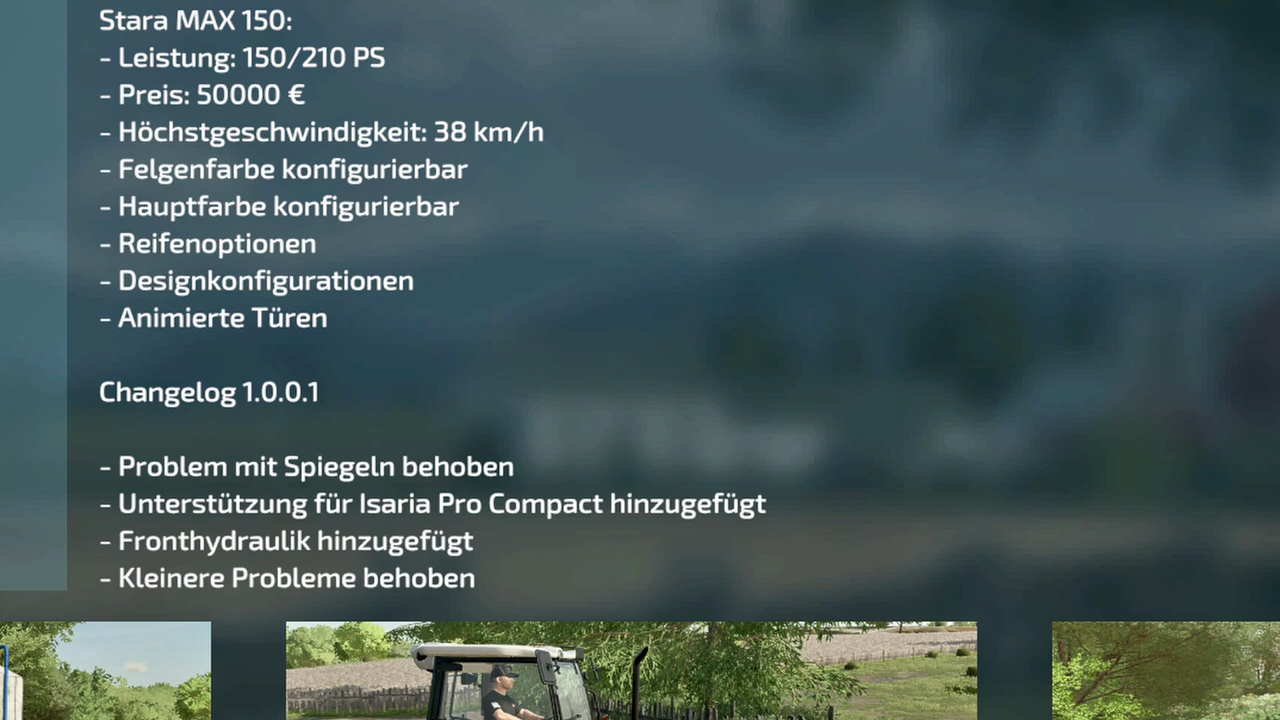 Stara MAX 150:
- Leistung: 150/210 PS
- Preis: 50000 €
- Höchstgeschwindigkeit: 38 km/h
- Felgenfarbe konfigurierbar
- Hauptfarbe konfigurierbar
- Reifenoptionen
- Designkonfigurationen
- Animierte Türen
Changelog 1.0.0.1
- Problem mit Spiegeln behoben
- Unterstützung für Isaria Pro Compact hinzugefügt
- Fronthydraulik hinzugefügt
- Kleinere Probleme behoben